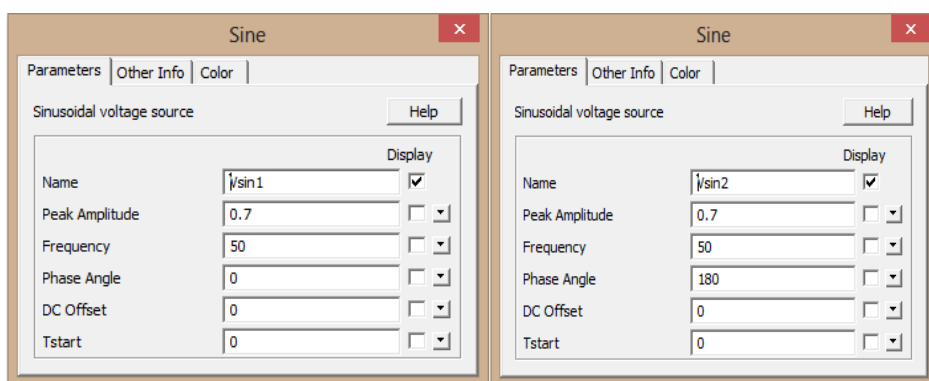 Sine
Parameters Other Info Color
Sinusoidal voltage source Help
Display
Name Vsin1
Peak Amplitude 0.7
Frequency 50
Phase Angle 0
DC Offset 0
Tstart 0
Sine
Parameters Other Info Color
Sinusoidal voltage source Help
Display
Name Vsin2
Peak Amplitude 0.7
Frequency 50
Phase Angle 180
DC Offset 0
Tstart 0